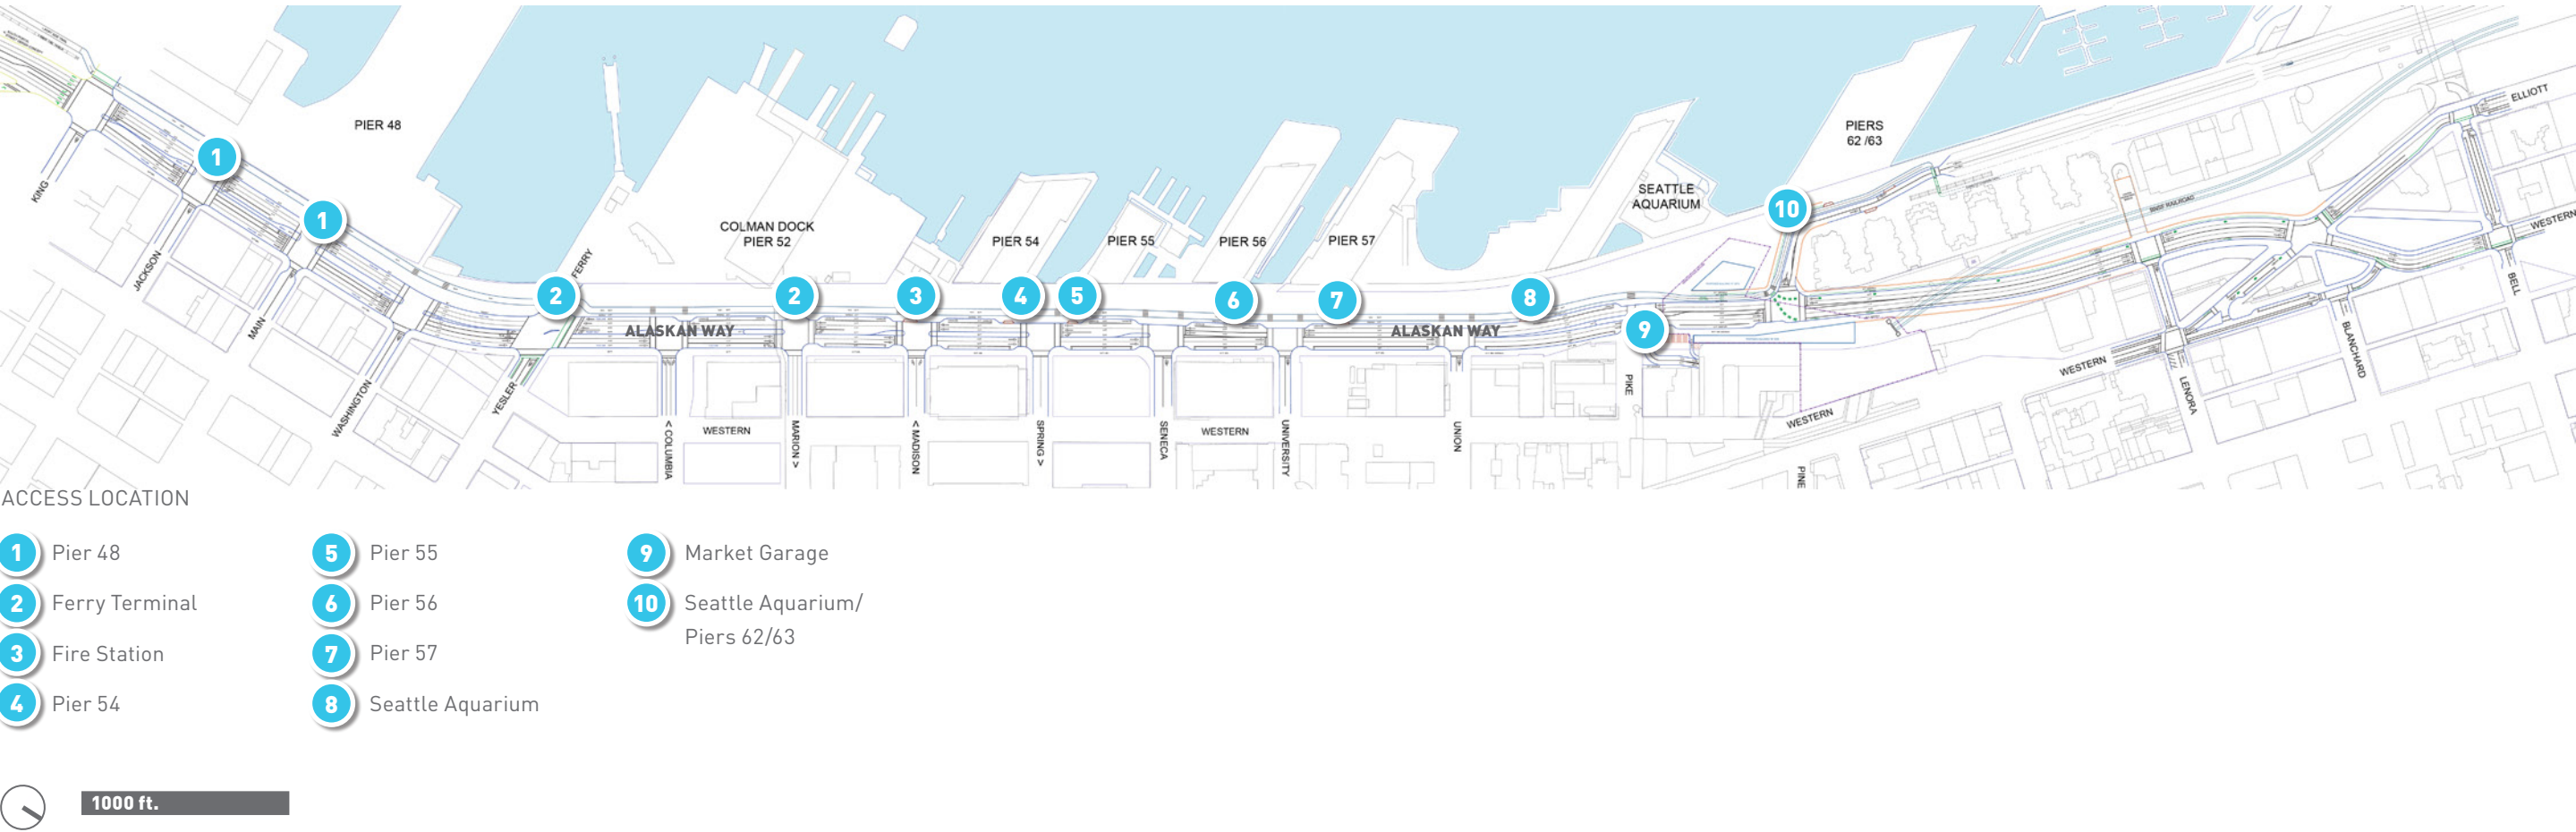 ELLIOTT
PIER 48
PIERS
62 /63
KING
SEATTLE
AQUARIUM
1
1
10
WESTERN
BNSF RAILROAD
COLMAN DOCK
PIER 52
PIER 54
PIER 55
PIER 56
PIER 57
JACKSON
FERRY
BELL
2
2
3
4
5
6
7
8
9
MAIN
ALASKAN WAY
ALASKAN WAY
BLANCHARD
WASHINGTON
YESLER
WESTERN
PIKE
LENORA
WESTERN
< COLUMBIA
WESTERN
MARION >
< MADISON
SPRING >
SENECA
WESTERN
UNIVERSITY
UNION
PINE
ACCESS LOCATION
1 Pier 48
2 Ferry Terminal
3 Fire Station
4 Pier 54
5 Pier 55
6 Pier 56
7 Pier 57
8 Seattle Aquarium
9 Market Garage
10 Seattle Aquarium/
Piers 62/63
1000 ft.